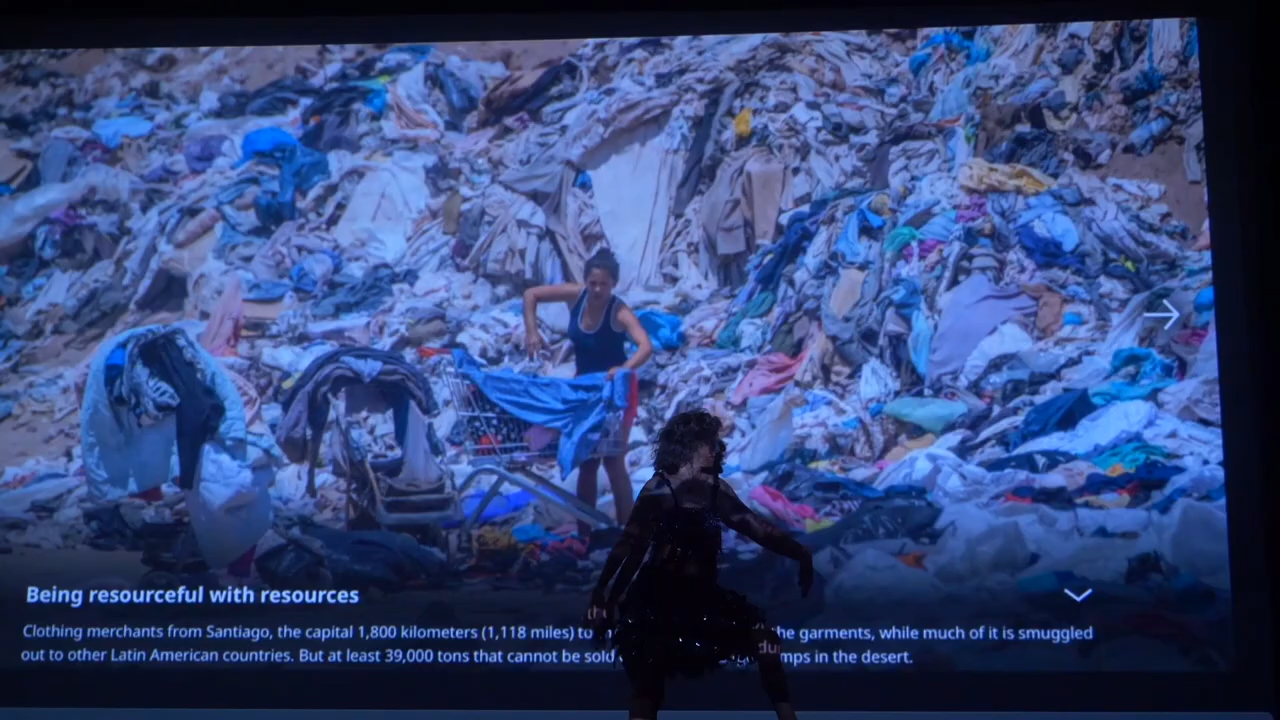 Being resourceful with resources
Clothing merchants from Santiago, the capital 1,800 kilometers (1,118 miles) to the garments, while much of it is smuggled
out to other Latin American countries. But at least 39,000 tons that cannot be sold in the desert.